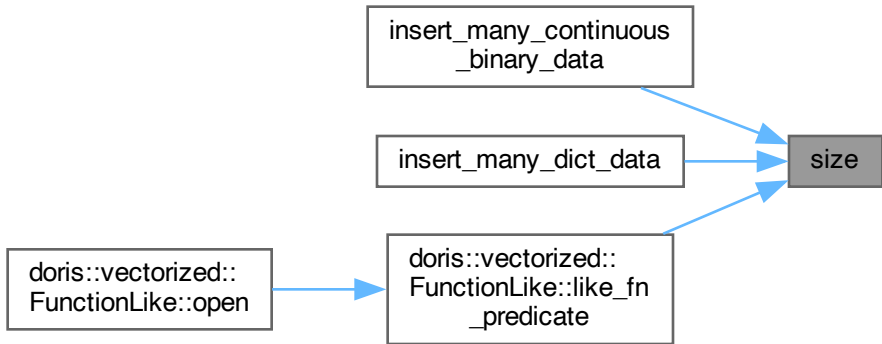 insert_many_continuous
_binary_data
insert_many_dict_data
size
doris::vectorized::
FunctionLike::open
doris::vectorized::
FunctionLike::like_fn
_predicate